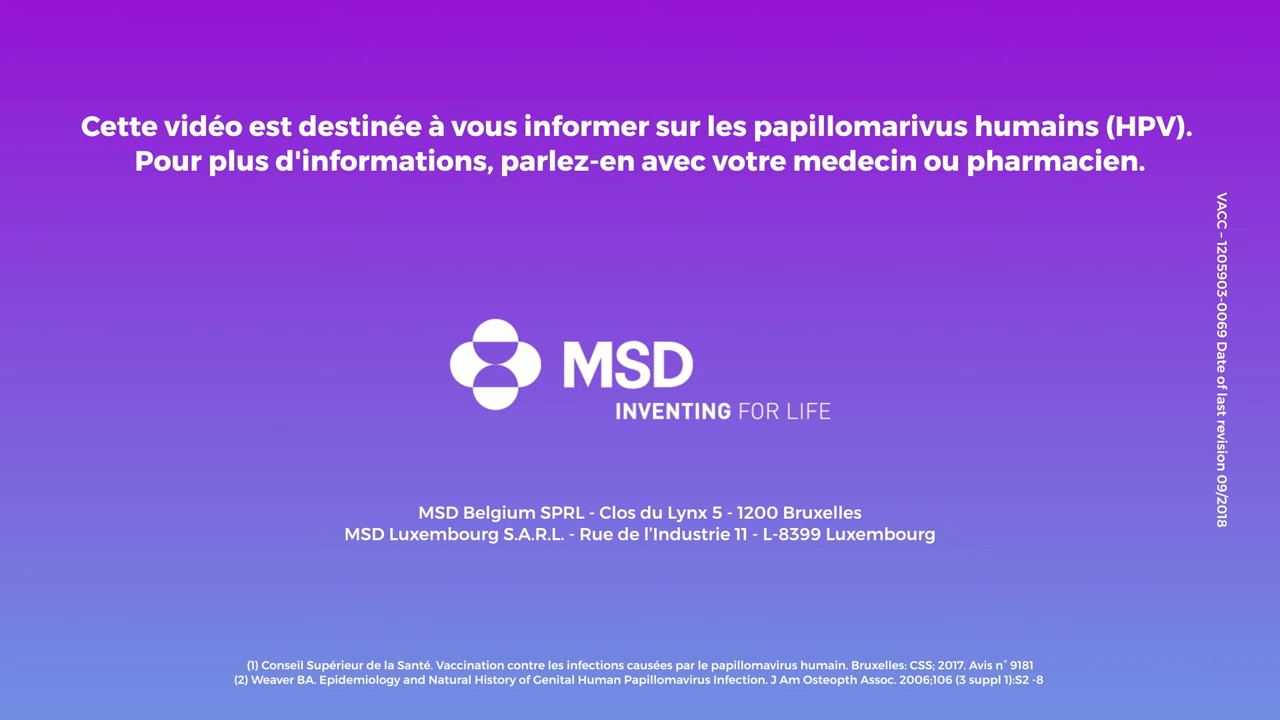 Cette vidéo est destinée à vous informer sur les papillomarivus humains (HPV).
Pour plus d'informations, parlez-en avec votre medecin ou pharmacien.
VACC – 1205903-0069 Date of last revision 09/2018
MSD
INVENTING FOR LIFE
MSD Belgium SPRL - Clos du Lynx 5 - 1200 Bruxelles
MSD Luxembourg S.A.R.L. - Rue de l’Industrie 11 - L-8399 Luxembourg
(1) Conseil Supérieur de la Santé. Vaccination contre les infections causées par le papillomavirus humain. Bruxelles: CSS; 2017. Avis n° 9181
(2) Weaver BA. Epidemiology and Natural History of Genital Human Papillomavirus Infection. J Am Osteopth Assoc. 2006;106 (3 suppl 1):S2 -8